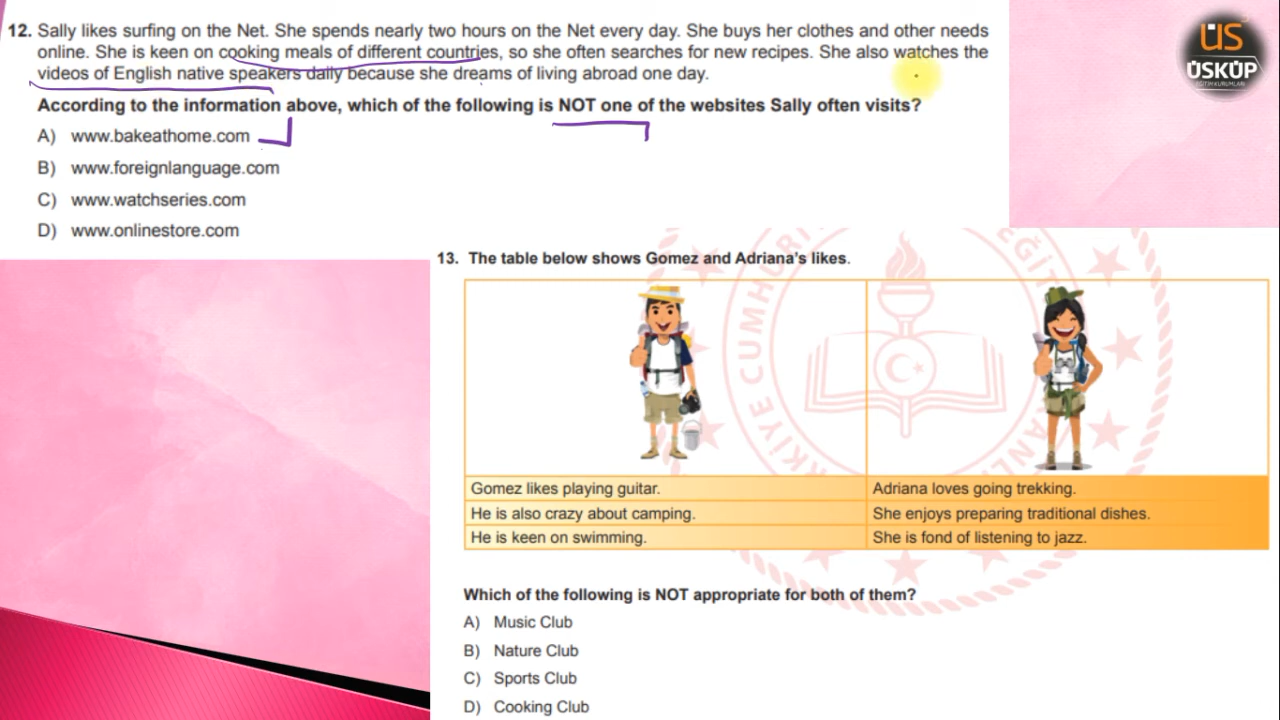 12. Sally likes surfing on the Net. She spends nearly two hours on the Net every day. She buys her clothes and other needs
online. She is keen on cooking meals of different countries, so she often searches for new recipes. She also watches the
videos of English native speakers daily because she dreams of living abroad one day.
According to the information above, which of the following is NOT one of the websites Sally often visits?
A) www.bakeathome.com
B) www.foreignlanguage.com
C) www.watchseries.com
D) www.onlinestore.com
ÜS
ÜSKÜP
EĞİTİM KURUMLARI
13. The table below shows Gomez and Adriana's likes.
Gomez likes playing guitar.
He is also crazy about camping.
He is keen on swimming.
Adriana loves going trekking.
She enjoys preparing traditional dishes.
She is fond of listening to jazz.
Which of the following is NOT appropriate for both of them?
A) Music Club
B) Nature Club
C) Sports Club
D) Cooking Club